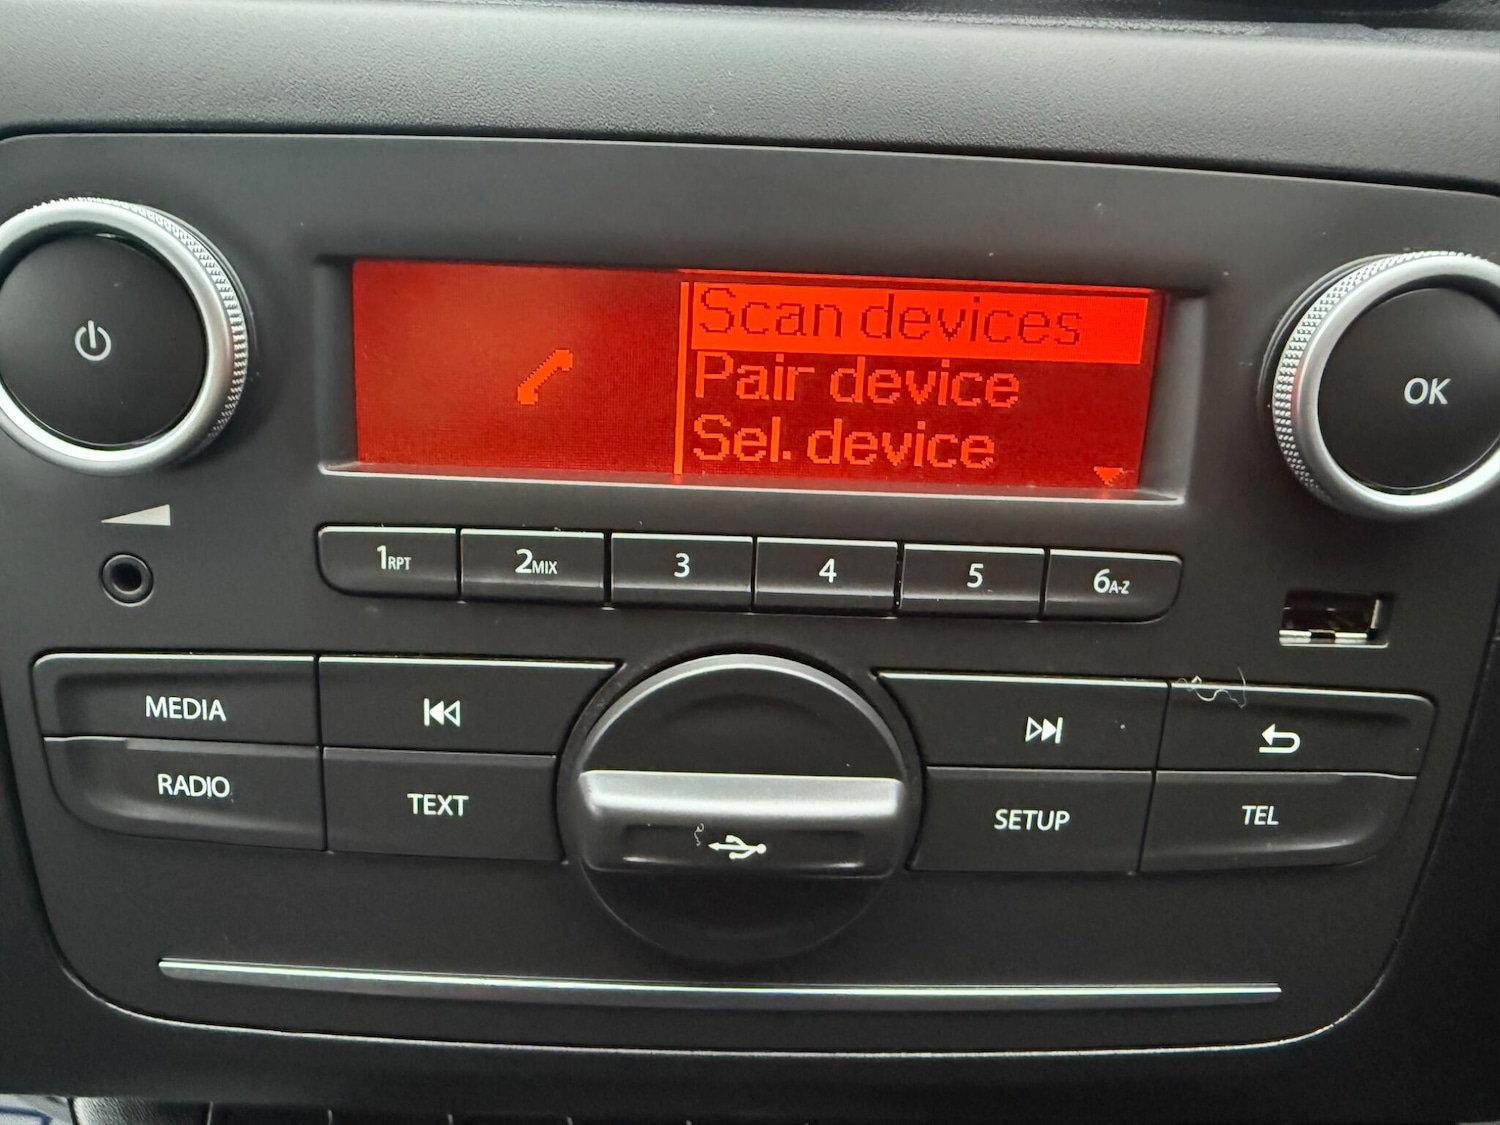 Scan devices
Pair device
Sel. device
OK
1RPT
2MIX
3
4
5
6A-Z
MEDIA
RADIO
TEXT
SETUP
TEL